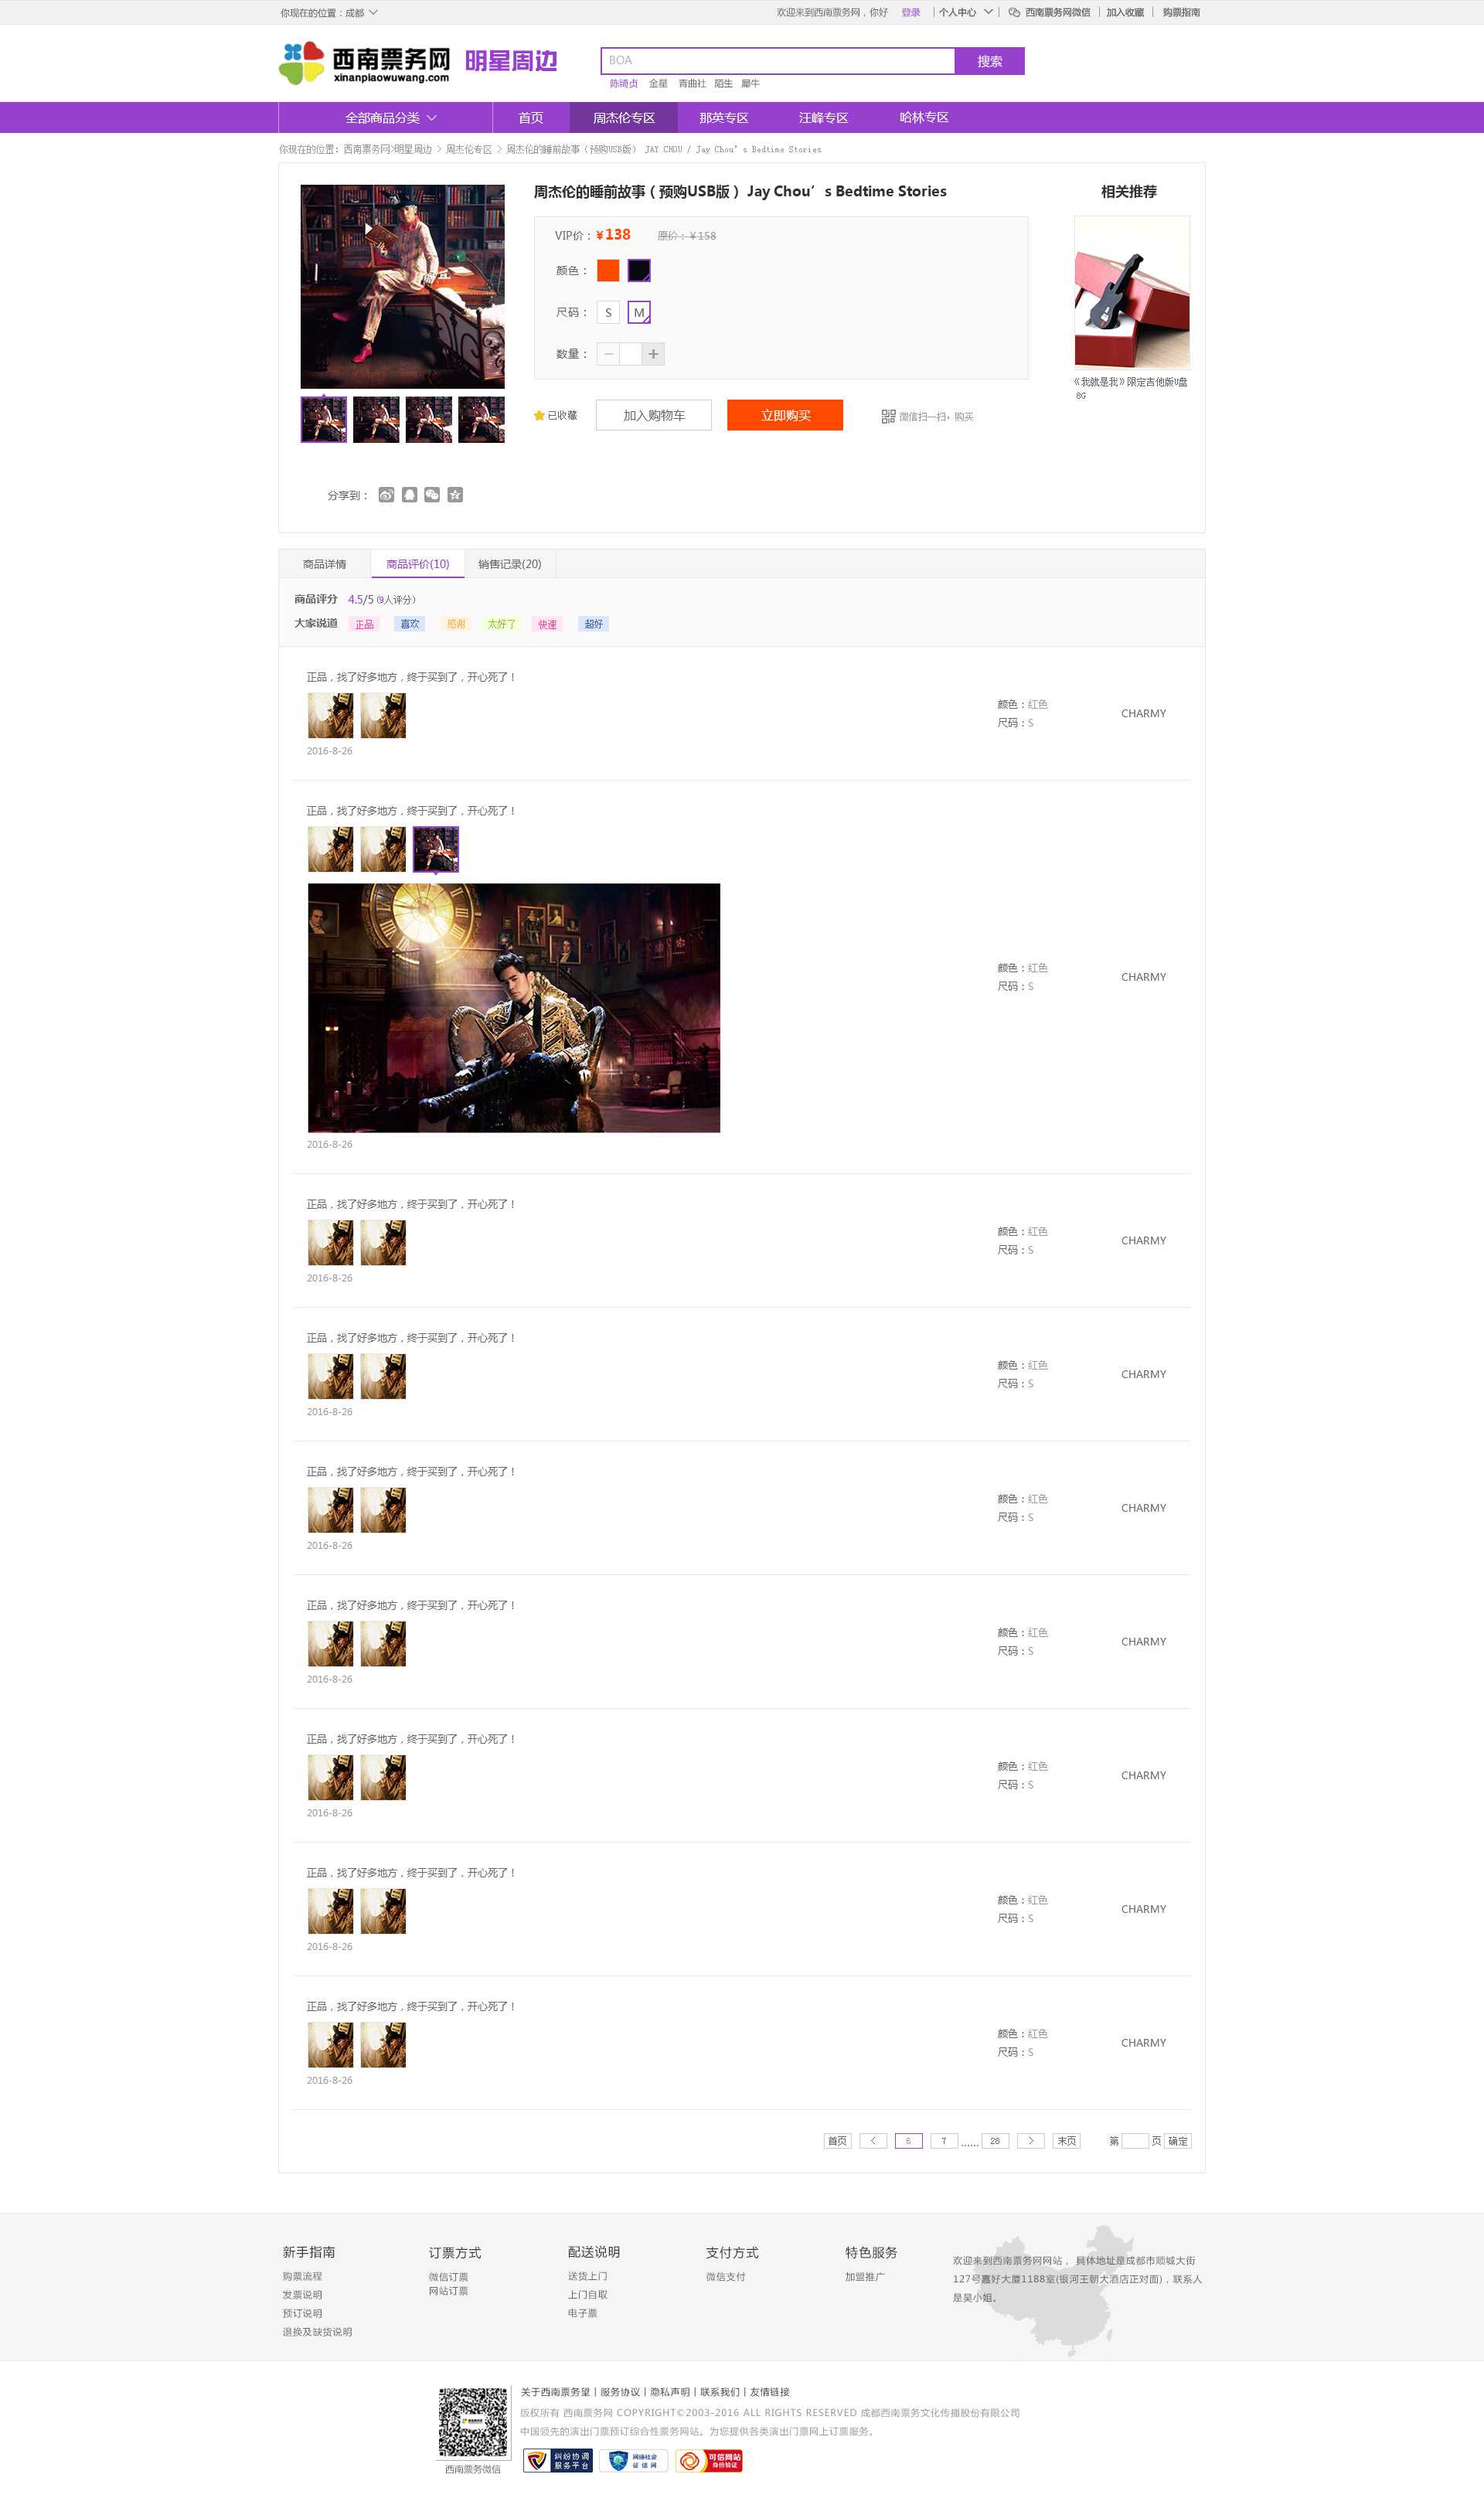 你现在的位置：成都
欢迎来到西南票务网，你好 登录 个人中心 西南票务网微信 加入收藏 购票指南
西南票务网 明星周边
xinanpiaowuwang.com
BOA 搜索
陈绮贞 金星 青曲社 陌生 犀牛
全部商品分类 首页 周杰伦专区 那英专区 汪峰专区 哈林专区
你现在的位置：西南票务网>明星周边 > 周杰伦专区 > 周杰伦的睡前故事（预购USB版） JAY CHOU / Jay Chou’s Bedtime Stories
周杰伦的睡前故事（预购USB版） Jay Chou’s Bedtime Stories
相关推荐
VIP价：¥138 原价：¥158
颜色：
尺码： S M
数量：
《我就是我》限定吉他版U盘
8G
已收藏 加入购物车 立即购买 微信扫一扫，购买
分享到：
商品详情 商品评价(10) 销售记录(20)
商品评分 4.5/5 (9人评分)
大家说道 正品 喜欢 感谢 太好了 快速 超好
正品，找了好多地方，终于买到了，开心死了！
颜色：红色
尺码：S
CHARMY
2016-8-26
正品，找了好多地方，终于买到了，开心死了！
颜色：红色
尺码：S
CHARMY
2016-8-26
正品，找了好多地方，终于买到了，开心死了！
颜色：红色
尺码：S
CHARMY
2016-8-26
正品，找了好多地方，终于买到了，开心死了！
颜色：红色
尺码：S
CHARMY
2016-8-26
正品，找了好多地方，终于买到了，开心死了！
颜色：红色
尺码：S
CHARMY
2016-8-26
正品，找了好多地方，终于买到了，开心死了！
颜色：红色
尺码：S
CHARMY
2016-8-26
正品，找了好多地方，终于买到了，开心死了！
颜色：红色
尺码：S
CHARMY
2016-8-26
正品，找了好多地方，终于买到了，开心死了！
颜色：红色
尺码：S
CHARMY
2016-8-26
正品，找了好多地方，终于买到了，开心死了！
颜色：红色
尺码：S
CHARMY
2016-8-26
首页 < 6 7 ...... 28 > 末页 第 页 确定
新手指南 订票方式 配送说明 支付方式 特色服务
购票流程 微信订票 送货上门 微信支付 加盟推广
发票说明 网站订票 上门自取
预订说明 电子票
退换及缺货说明
欢迎来到西南票务网网站， 具体地址是成都市顺城大街
127号嘉好大厦1188室(银河王朝大酒店正对面)，联系人
是吴小姐。
关于西南票务望 | 服务协议 | 隐私声明 | 联系我们 | 友情链接
版权所有 西南票务网 COPYRIGHT©2003-2016 ALL RIGHTS RESERVED 成都西南票务文化传播股份有限公司
中国领先的演出门票预订综合性票务网站。为您提供各类演出门票网上订票服务。
纠纷协调
服务平台
网络社会
征信网
可信网站
身份验证
西南票务微信